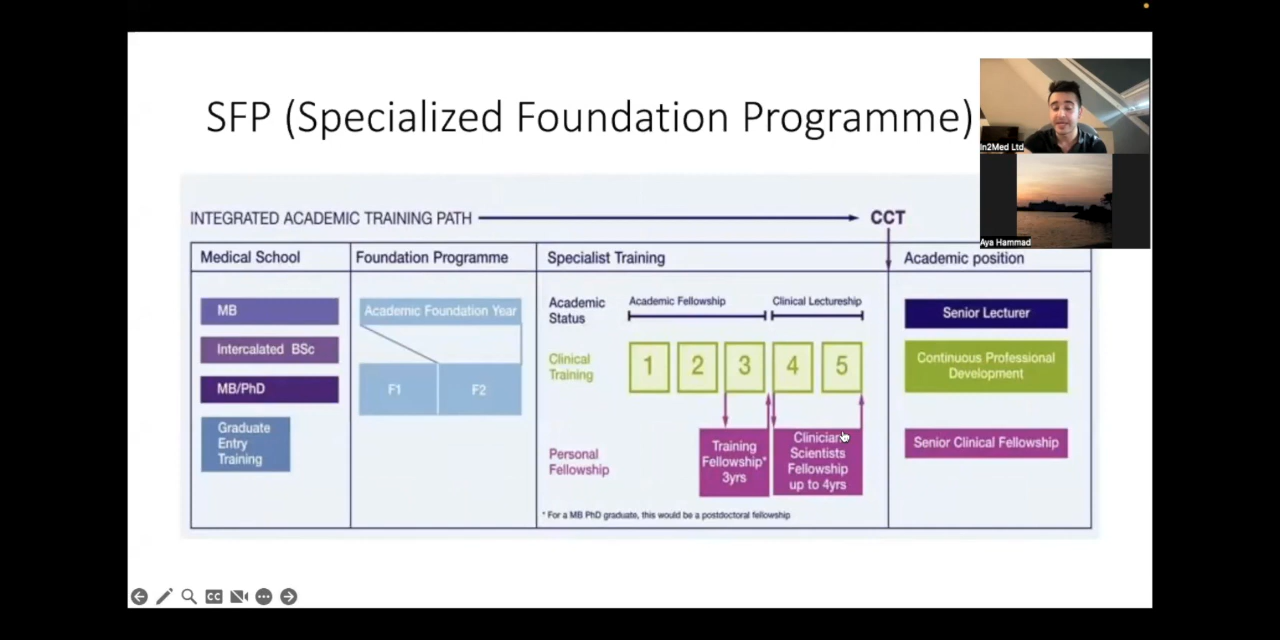 SFP (Specialized Foundation Programme)
In2Med Ltd
Aya Hammad
INTEGRATED ACADEMIC TRAINING PATH
CCT
Medical School
Foundation Programme
Specialist Training
Academic position
MB
Intercalated BSc
MB/PhD
Graduate
Entry
Training
Academic Foundation Year
F1
F2
Academic
Status
Academic Fellowship
Clinical Lectureship
Clinical
Training
1
2
3
4
5
Personal
Fellowship
Training
Fellowship*
3yrs
Clinician
Scientists
Fellowship
up to 4yrs
* For a MB PhD graduate, this would be a postdoctoral fellowship
Senior Lecturer
Continuous Professional
Development
Senior Clinical Fellowship
CC